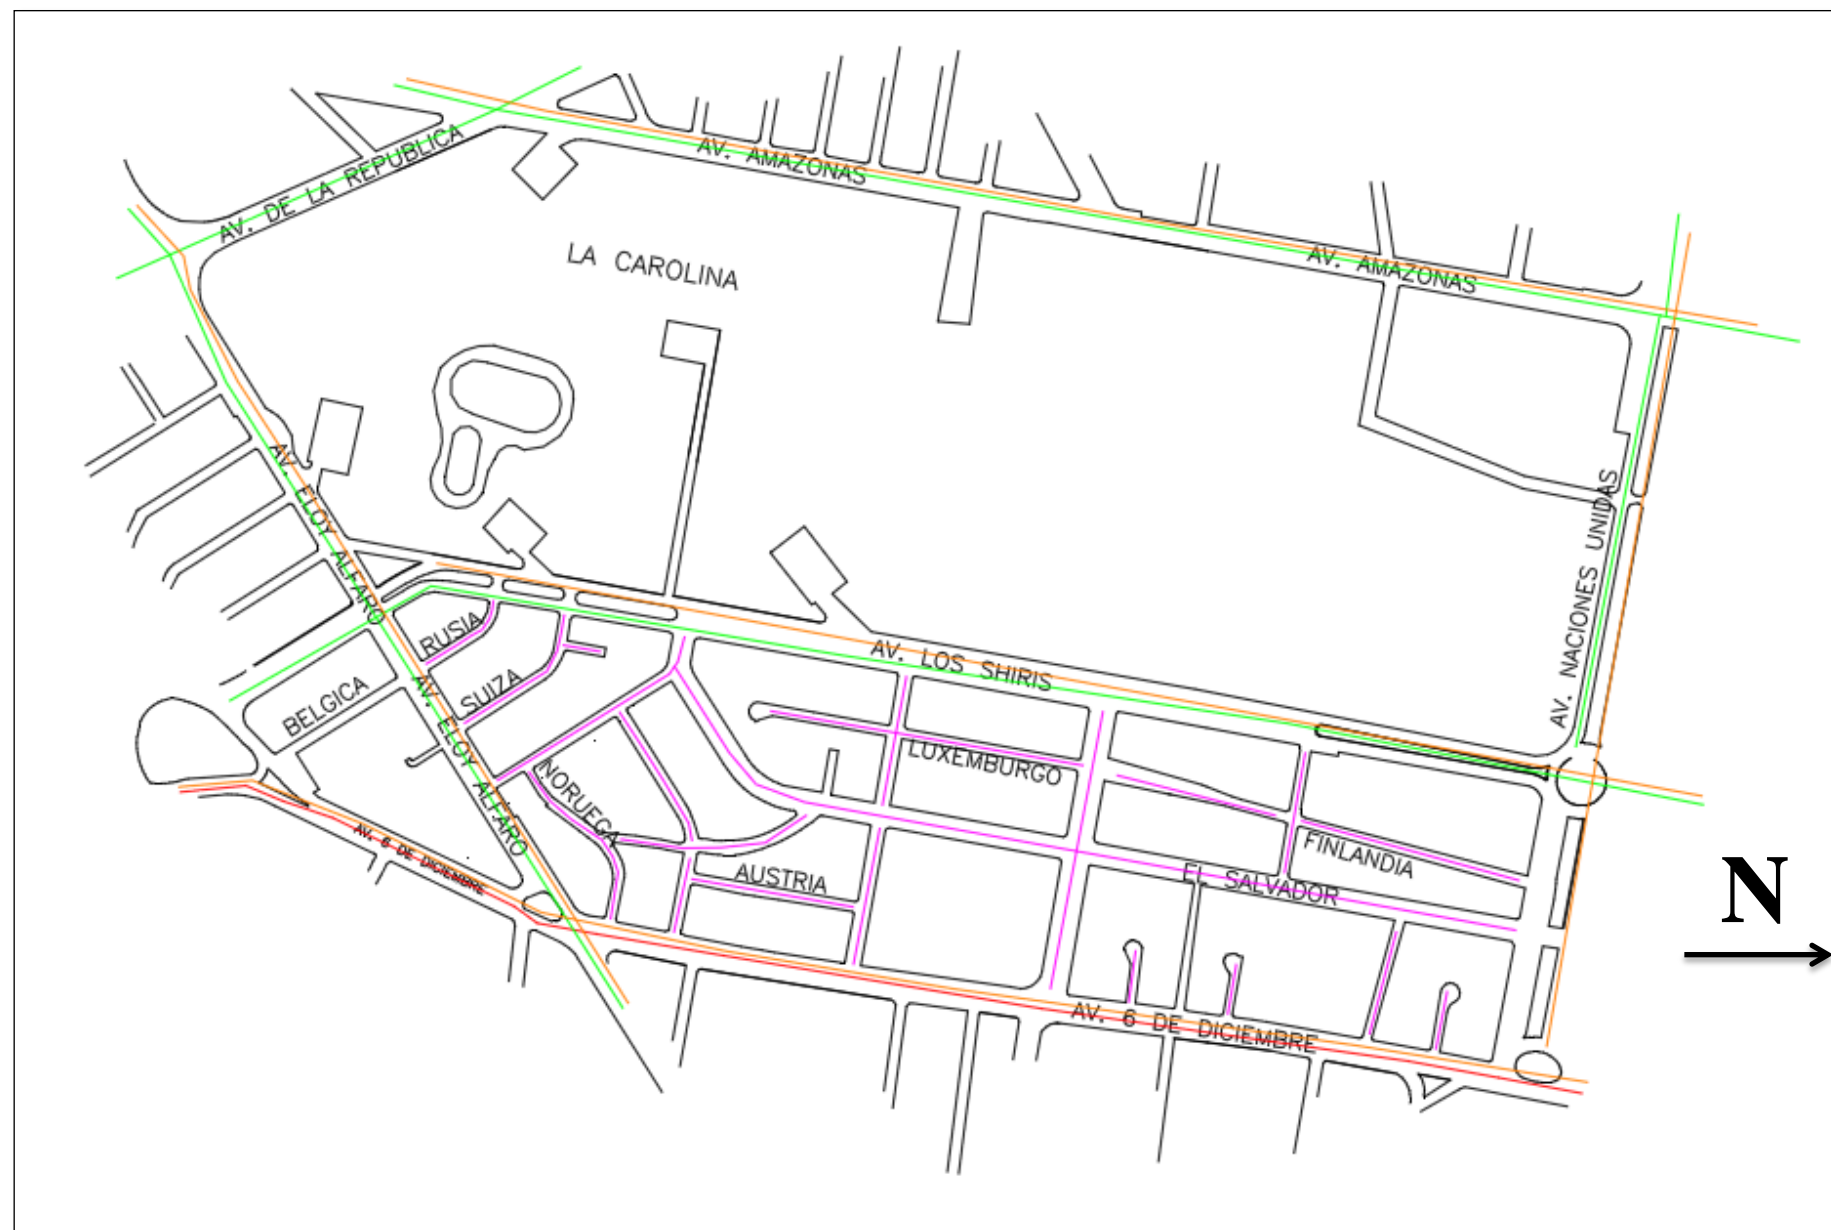 AV. DE LA REPUBLICA
AV. AMAZONAS
AV. AMAZONAS
LA CAROLINA
AV. ELOY ALFARO
AV. NACIONES UNIDAS
RUSIA
SUIZA
BELGICA
AV. ELOY ALFARO
AV. LOS SHIRIS
LUXEMBURGO
NORUEGA
FINLANDIA
AUSTRIA
EL SALVADOR
AV. 6 DE DICIEMBRE
AV. 6 DE DICIEMBRE
N